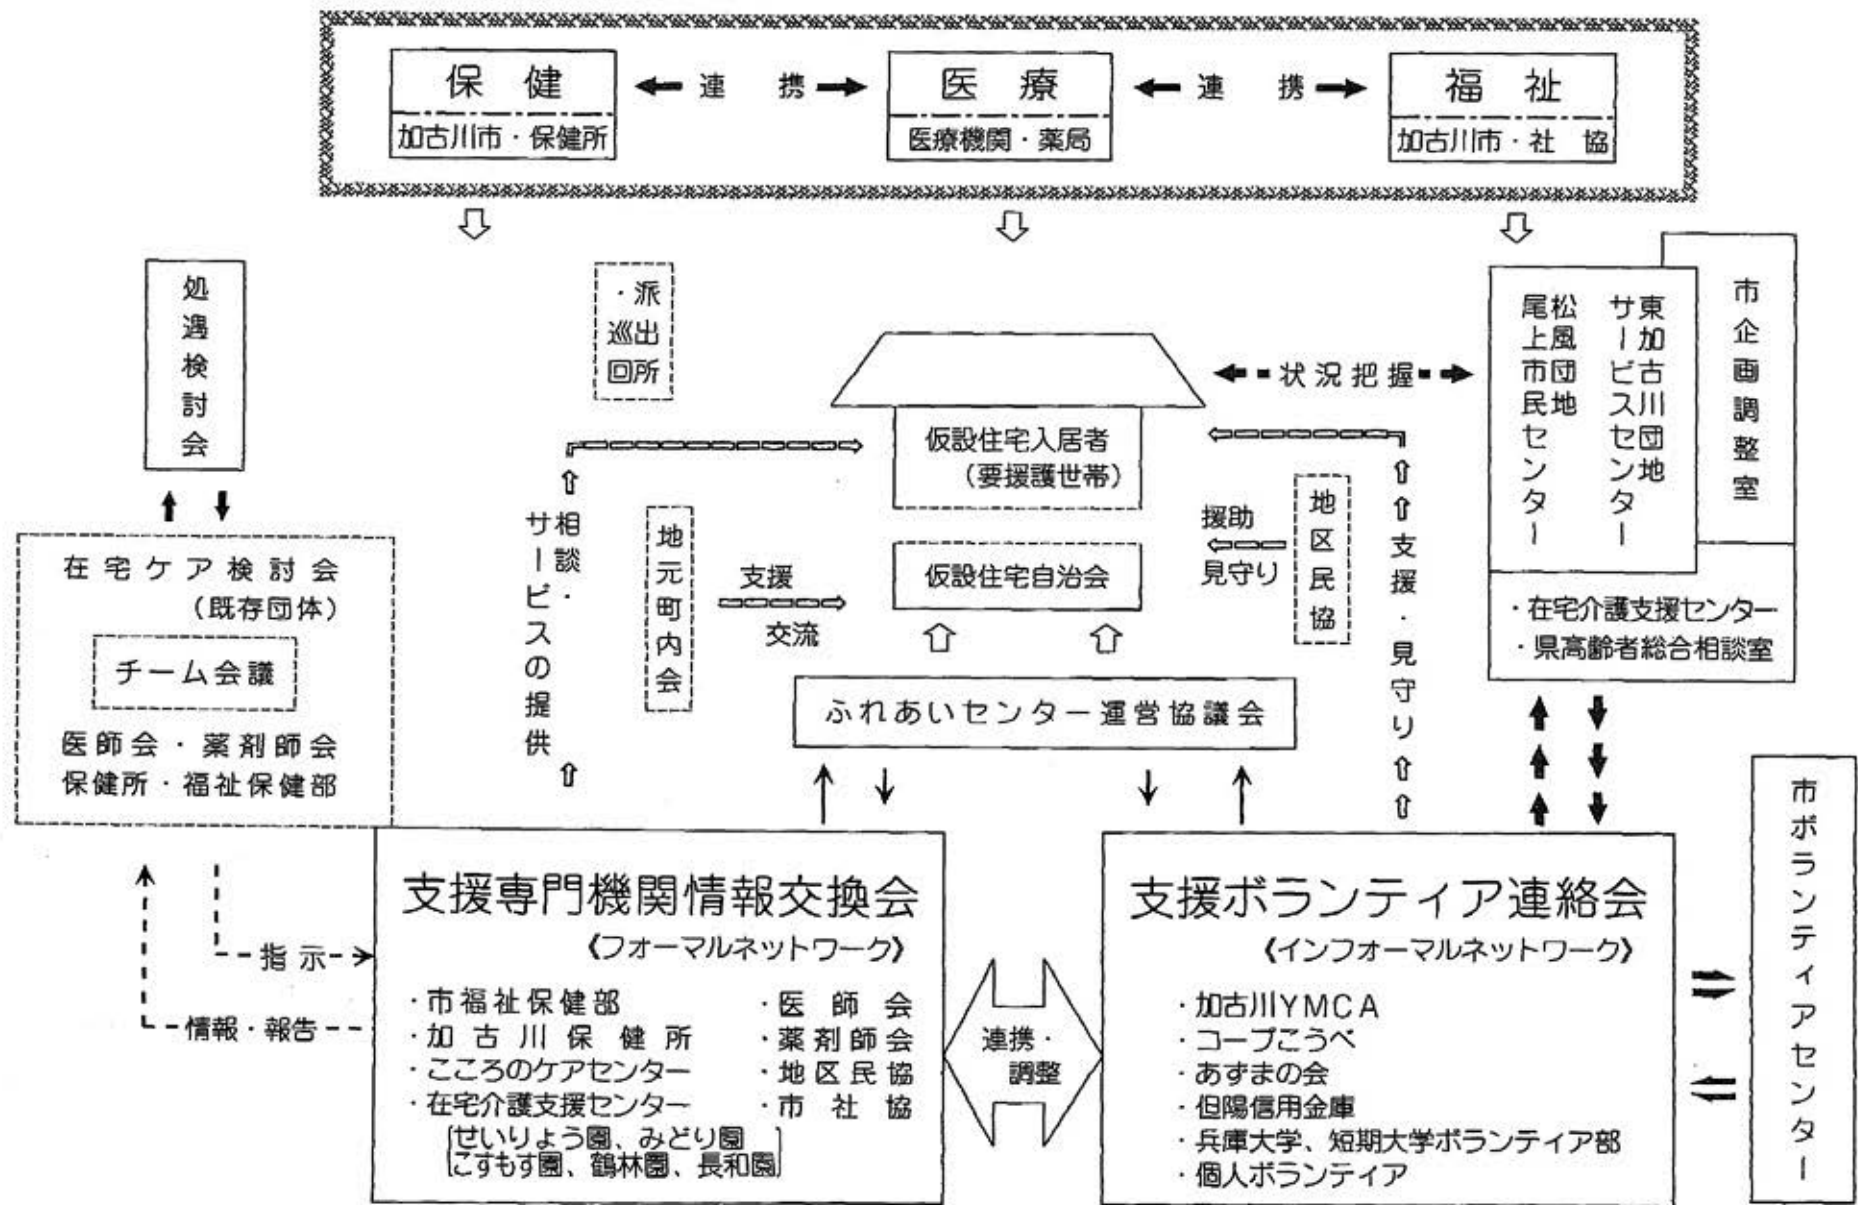 保健
加古川市・保健所
連携
医療
医療機関・薬局
連携
福祉
加古川市・社協
処遇検討会
派出所
・巡回
仮設住宅入居者
(要援護世帯)
状況把握
東加古川団地
サービスセンター
松風団地
尾上市民センター
市企画調整室
・在宅介護支援センター
・県高齢者総合相談室
在宅ケア検討会
(既存団体)
チーム会議
医師会・薬剤師会
保健所・福祉保健部
相談・
サービスの提供
地元町内会
支援
交流
仮設住宅自治会
援助
見守り
地区民協
支援・見守り
ふれあいセンター運営協議会
指示
情報・報告
支援専門機関情報交換会
《フォーマルネットワーク》
・市福祉保健部
・加古川保健所
・こころのケアセンター
・在宅介護支援センター
[せいりょう園、みどり園
こすもす園、鶴林園、長和園]
・医師会
・薬剤師会
・地区民協
・市社協
連携・
調整
支援ボランティア連絡会
《インフォーマルネットワーク》
・加古川YMCA
・コープこうべ
・あずまの会
・但陽信用金庫
・兵庫大学、短期大学ボランティア部
・個人ボランティア
市ボランティアセンター